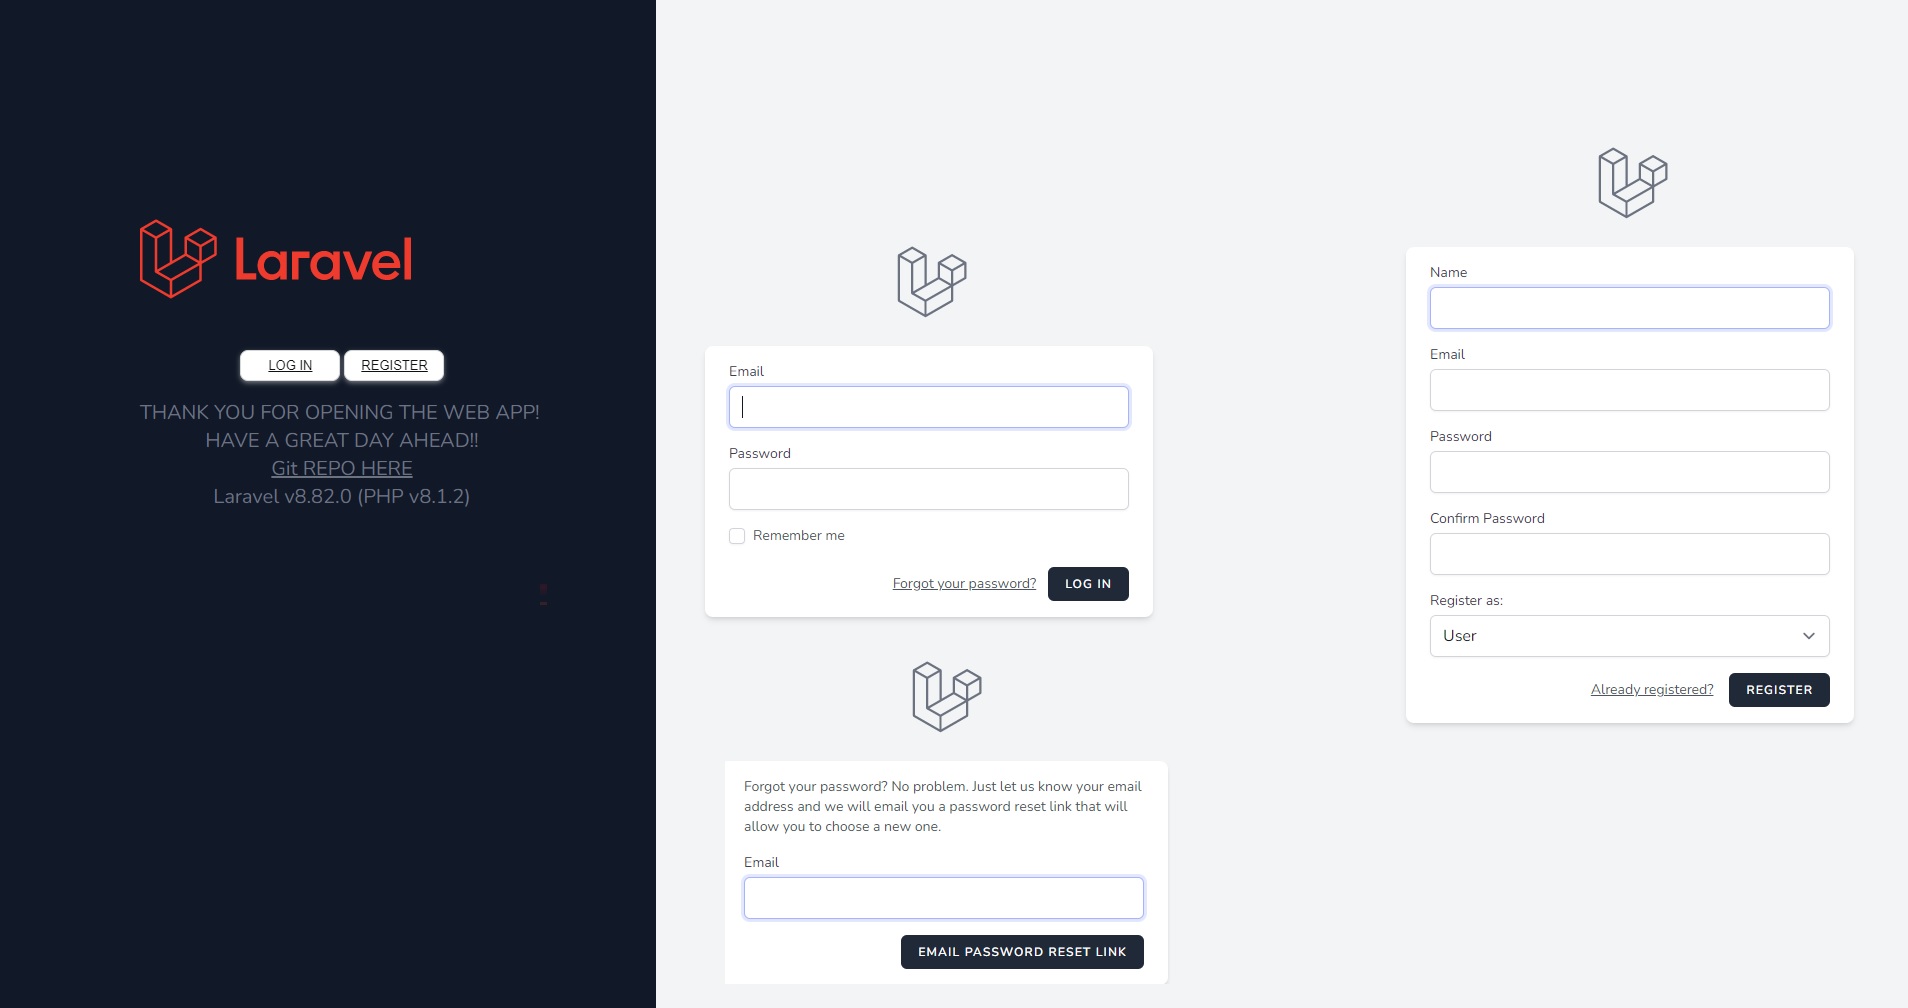 Laravel
LOG IN
REGISTER
THANK YOU FOR OPENING THE WEB APP!
HAVE A GREAT DAY AHEAD!!
Git REPO HERE
Laravel v8.82.0 (PHP v8.1.2)
Email
Password
Remember me
Forgot your password?
LOG IN
Forgot your password? No problem. Just let us know your email
address and we will email you a password reset link that will
allow you to choose a new one.
Email
EMAIL PASSWORD RESET LINK
Name
Email
Password
Confirm Password
Register as:
User
Already registered?
REGISTER